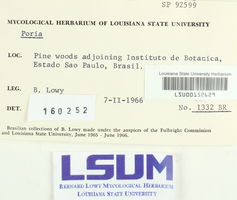 SP 92599
MYCOLOGICAL HERBARIUM OF LOUISIANA STATE UNIVERSITY
Poria
LOC. Pine woods adjoining Instituto de Botanica,
Estado Sao Paulo, Brazil.
Louisiana State University Herbarium
LSU00152629
LEG. B. Lowy
7-II-1966
DET. 160252
No. 1332 BR
Brazilian collections of B. Lowy made under the auspices of the Fulbright Commission
and Louisiana State University, June 1965 - June 1966.
LSUM
BERNARD LOWY MYCOLOGICAL HERBARIUM
LOUISIANA STATE UNIVERSITY